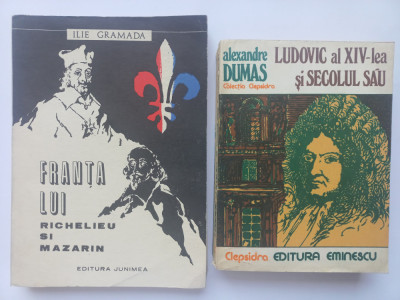 ILIE GRAMADA
FRANȚA
LUI
RICHELIEU
SI
MAZARIN
EDITURA JUNIMEA
alexandre
DUMAS
Colecția Clepsidra
LUDOVIC al XIV-lea
și SECOLUL SĂU
Clepsidra EDITURA EMINESCU